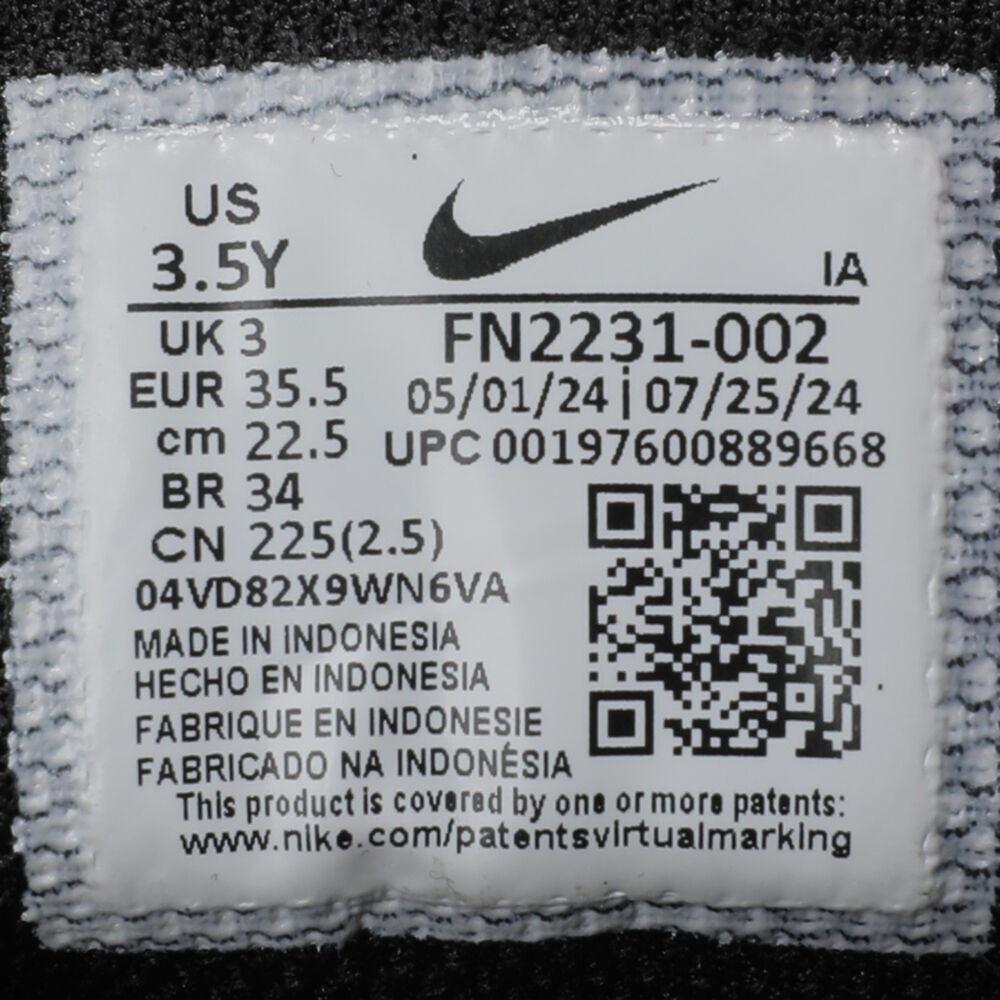 US
3.5Y
IA
UK 3
FN2231-002
EUR 35.5
05/01/24 | 07/25/24
cm 22.5
UPC 00197600889668
BR 34
CN 225(2.5)
04VD82X9WN6VA
MADE IN INDONESIA
HECHO EN INDONESIA
FABRIQUE EN INDONESIE
FABRICADO NA INDONÉSIA
This product is covered by one or more patents:
www.nike.com/patentsvirtualmarking